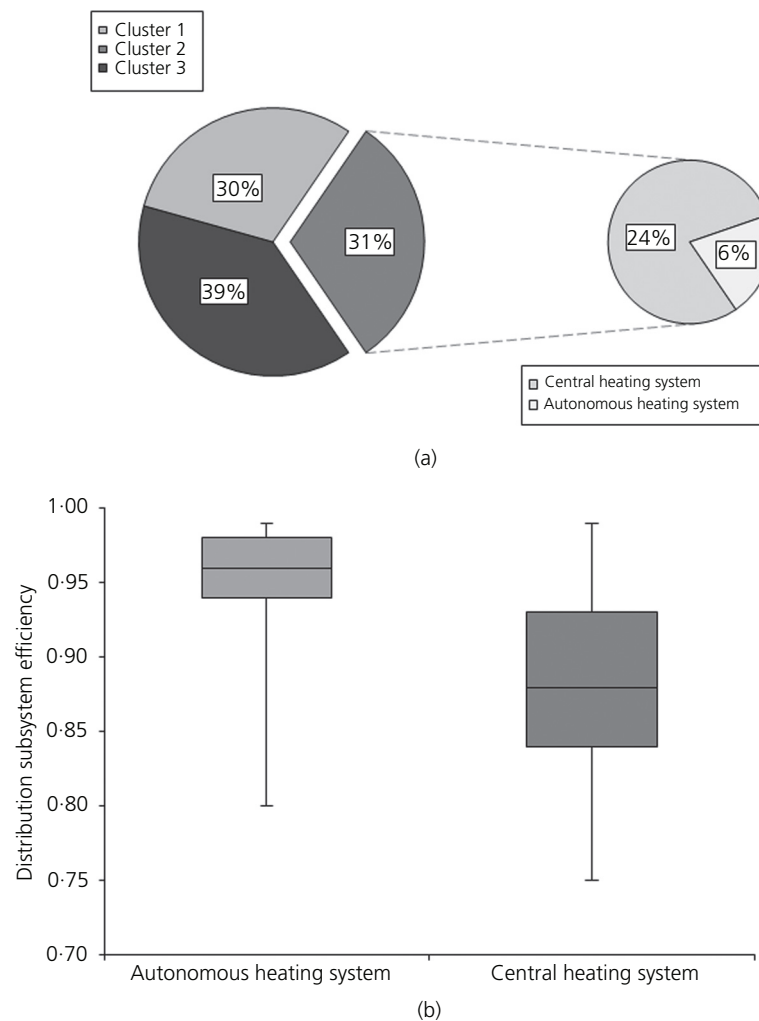 Cluster 1
Cluster 2
Cluster 3
30%
31%
39%
24%
6%
Central heating system
Autonomous heating system
(a)
Distribution subsystem efficiency
1·00
0·95
0·90
0·85
0·80
0·75
0·70
Autonomous heating system
Central heating system
(b)